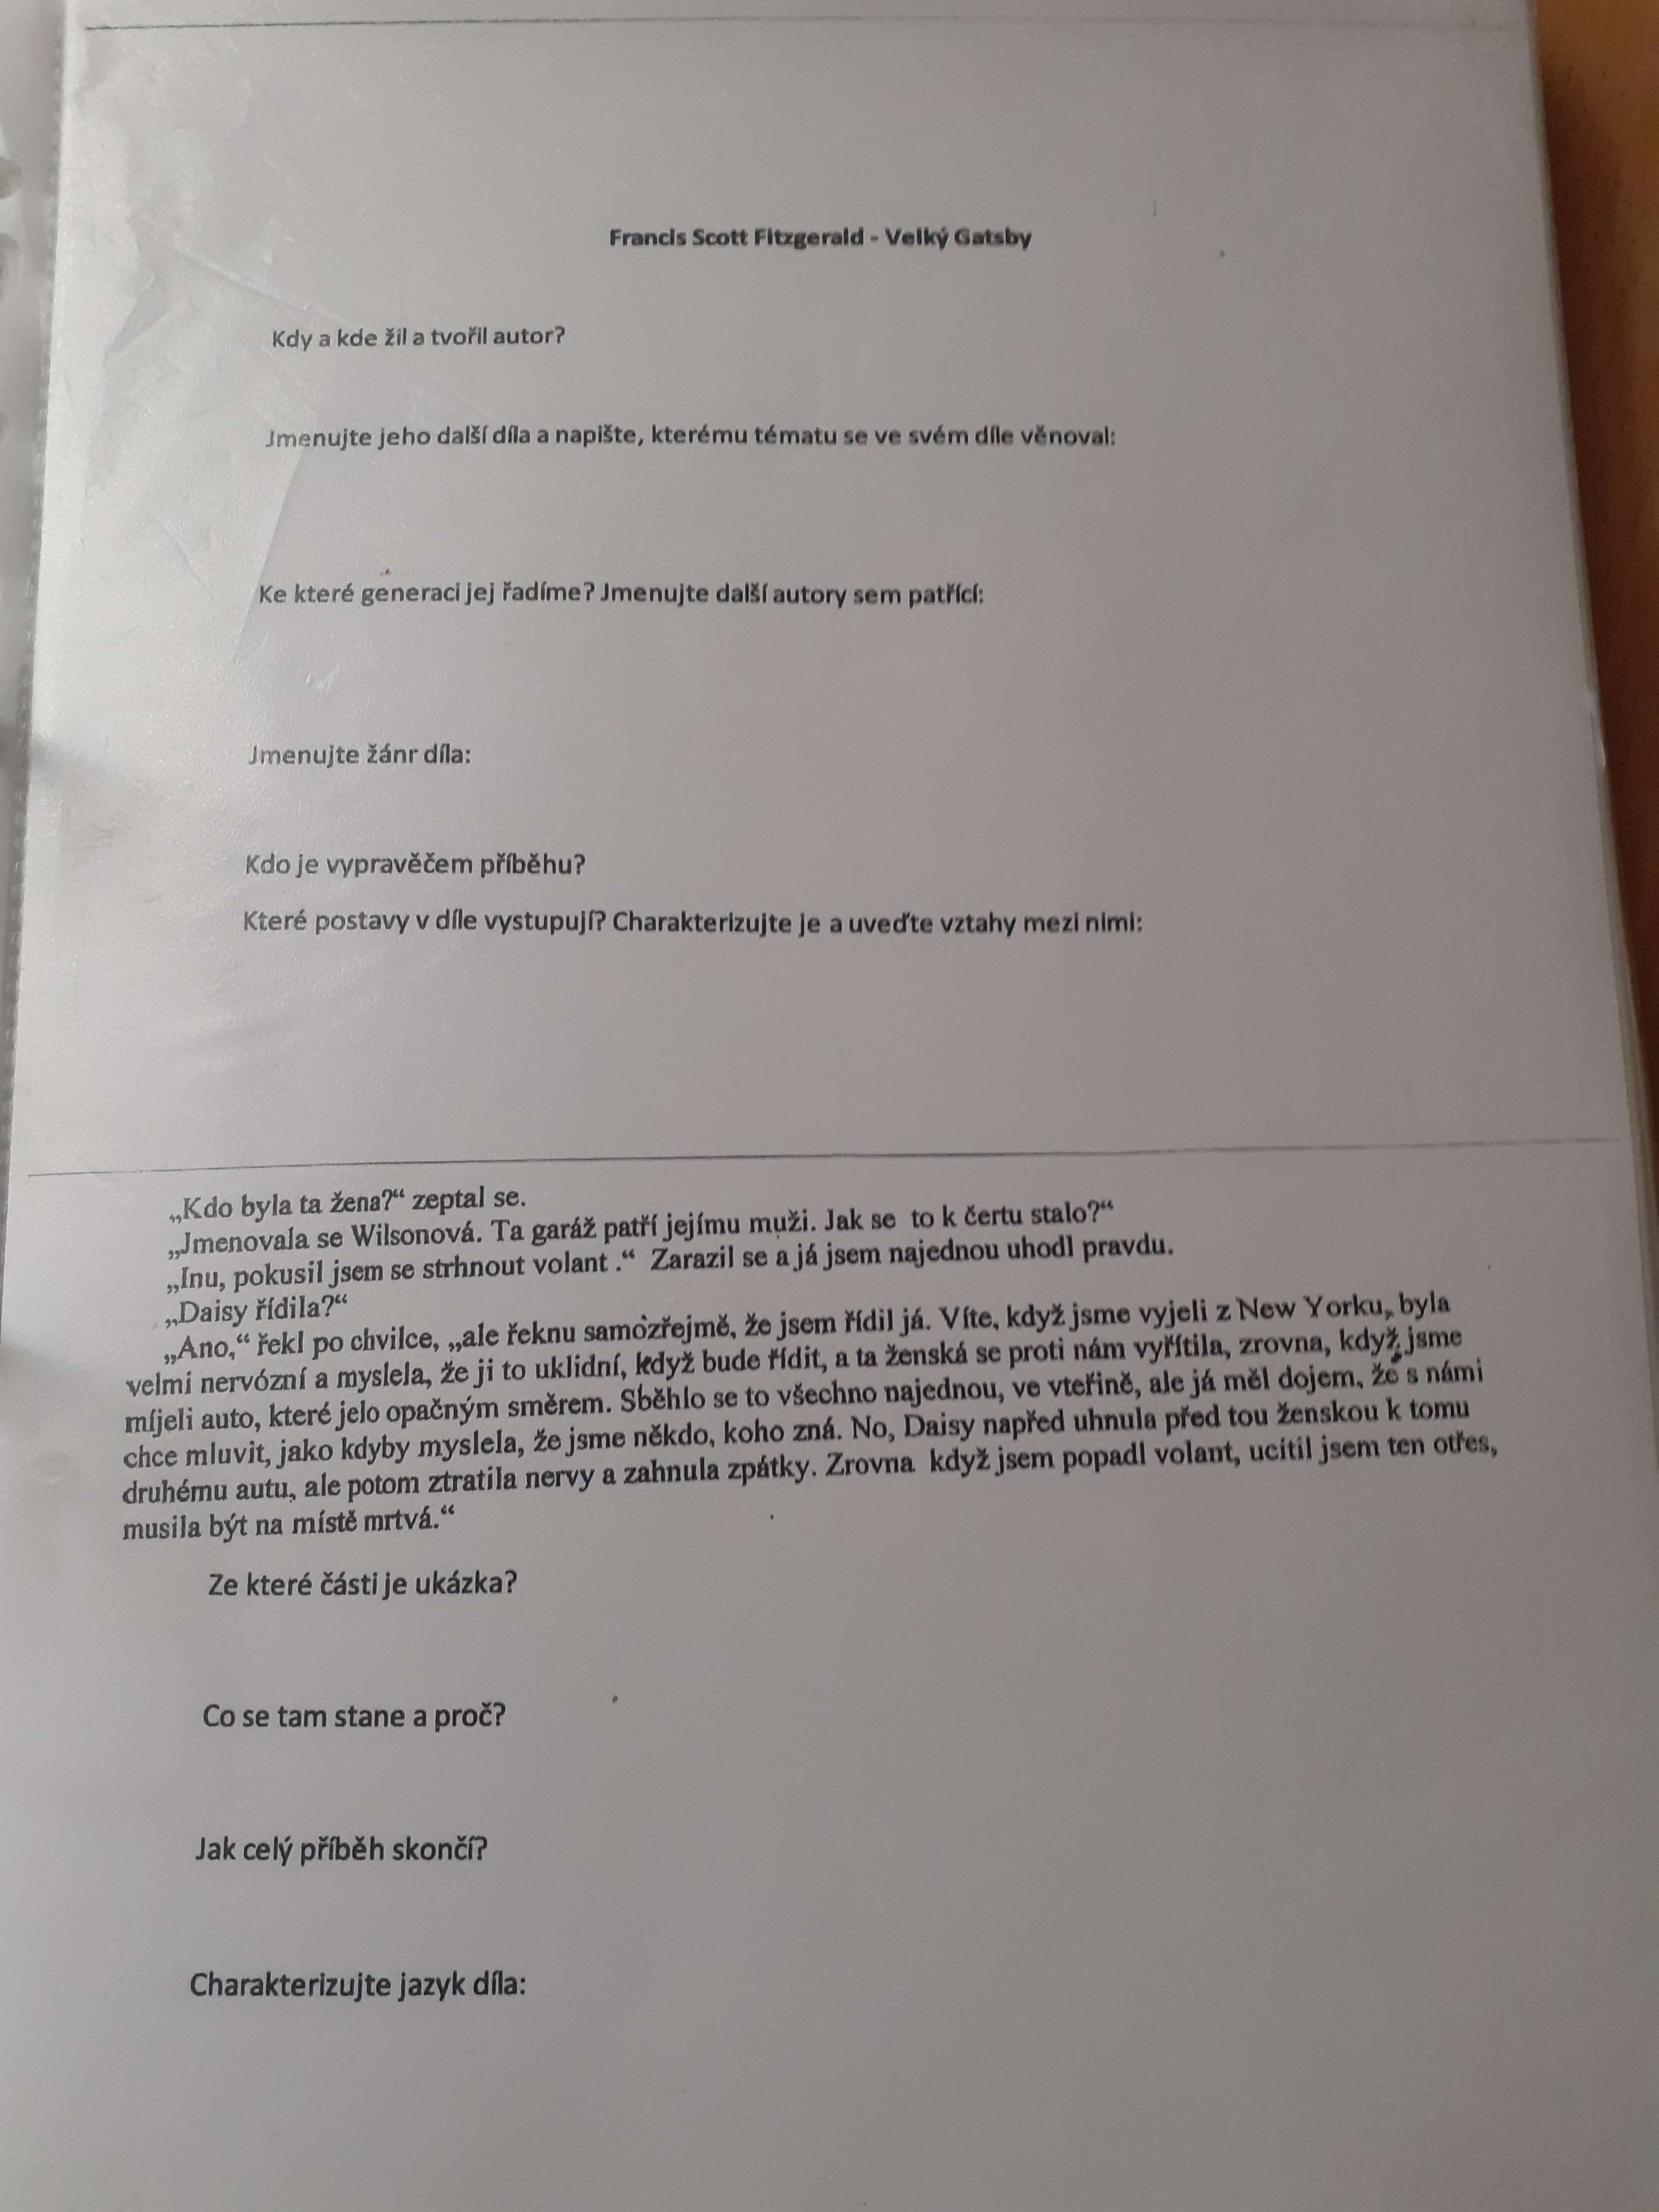 Francis Scott Fitzgerald - Velký Gatsby
Kdy a kde žil a tvořil autor?
Jmenujte jeho další díla a napište, kterému tématu se ve svém díle věnoval:
Ke které generaci jej řadíme? Jmenujte další autory sem patřící:
Jmenujte žánr díla:
Kdo je vypravěčem příběhu?
Které postavy v díle vystupují? Charakterizujte je a uveďte vztahy mezi nimi:
„Kdo byla ta žena?“ zeptal se.
„Jmenovala se Wilsonová. Ta garáž patří jejímu muži. Jak se to k čertu stalo?“
„Inu, pokusil jsem se strhnout volant .“ Zarazil se a já jsem najednou uhodl pravdu.
„Daisy řídila?“
„Ano,“ řekl po chvilce, „ale řeknu samozřejmě, že jsem řídil já. Víte, když jsme vyjeli z New Yorku, byla
velmi nervózní a myslela, že ji to uklidní, když bude řídit, a ta ženská se proti nám vyřítila, zrovna, když jsme
míjeli auto, které jelo opačným směrem. Sběhlo se to všechno najednou, ve vteřině, ale já měl dojem, že s námi
chce mluvit, jako kdyby myslela, že jsme někdo, koho zná. No, Daisy napřed uhnula před tou ženskou k tomu
druhému autu, ale potom ztratila nervy a zahnula zpátky. Zrovna když jsem popadl volant, ucítil jsem ten otřes,
musila být na místě mrtvá.“
Ze které části je ukázka?
Co se tam stane a proč?
Jak celý příběh skončí?
Charakterizujte jazyk díla: